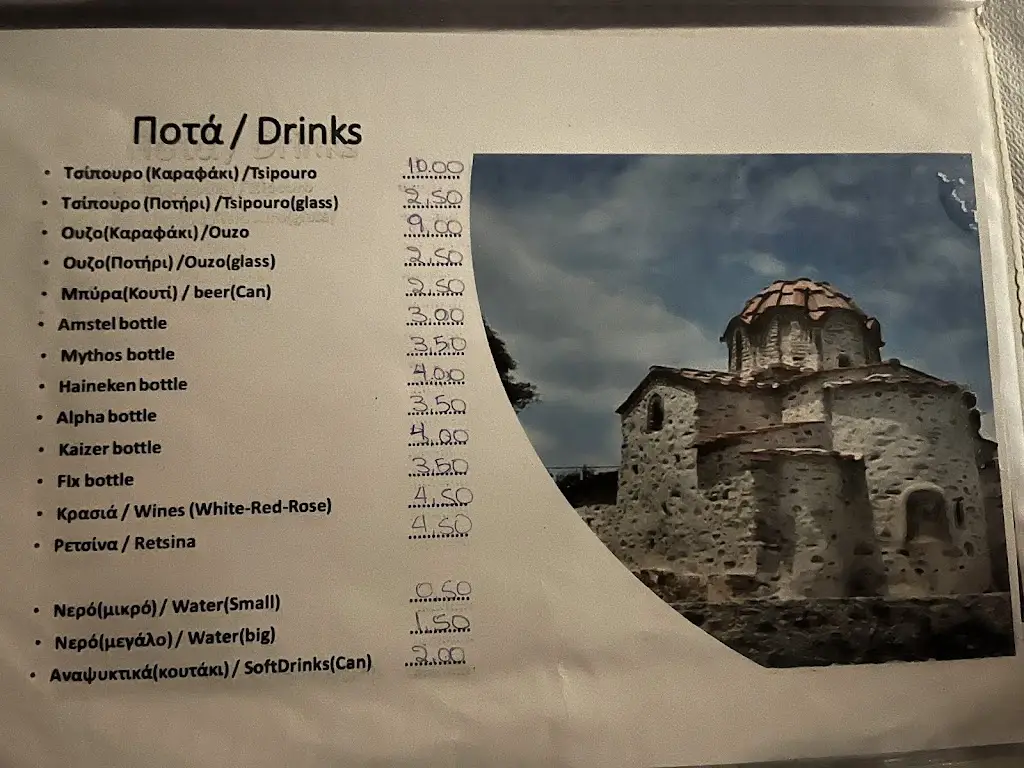 Ποτά / Drinks
• Τσίπουρο (Καραφάκι) /Tsipouro 10.00
• Τσίπουρο (Ποτήρι) /Tsipouro(glass) 2,50
• Ουζο(Καραφάκι) /Ouzo 9,00
• Ουζο(Ποτήρι) /Ouzo(glass) 2,50
• Μπύρα(Κουτί) / beer(Can) 2,50
• Amstel bottle 3.00
• Mythos bottle 3,50
• Haineken bottle 4.00
• Alpha bottle 3,50
• Kaizer bottle 4,00
• FIx bottle 3,50
• Κρασιά / Wines (White-Red-Rose) 4,50
• Ρετσίνα / Retsina 4,50
• Νερό(μικρό) / Water(Small) 0.50
• Νερό(μεγάλο) / Water(big) 1.50
• Αναψυκτικά(κουτάκι) / SoftDrinks(Can) 2.00